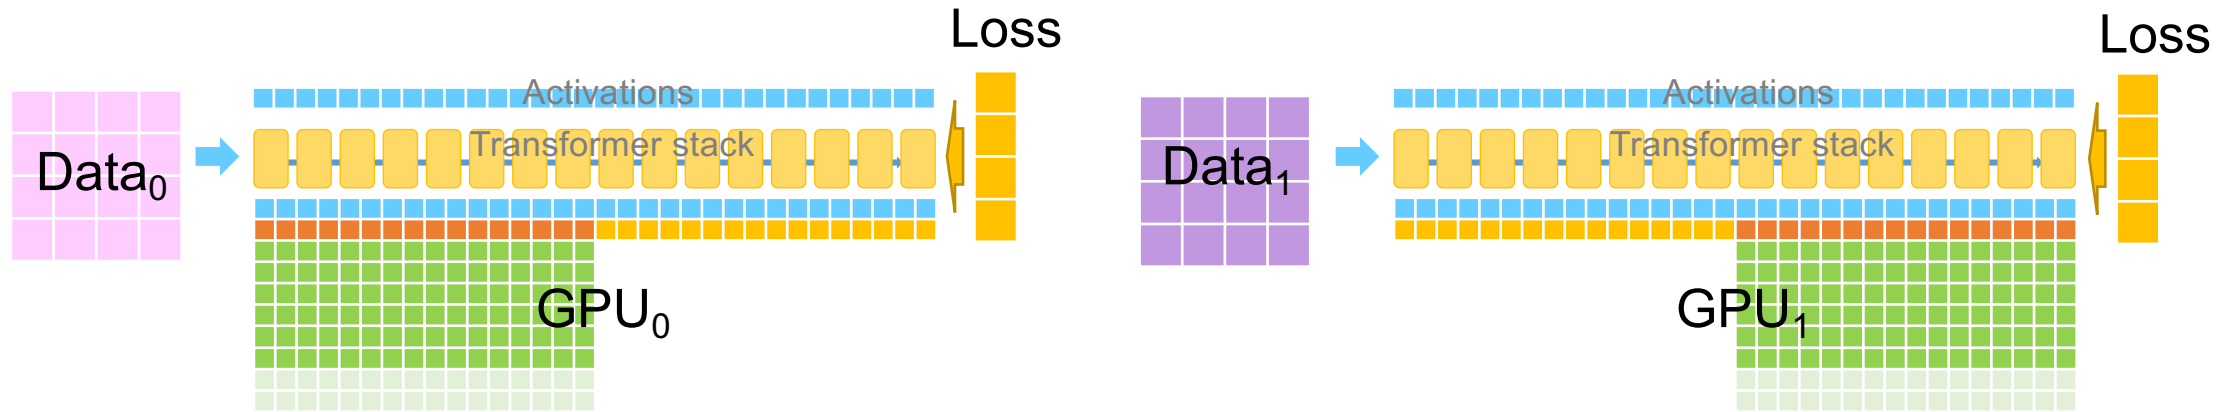 Loss
Activations
Transformer stack
Data₀
GPU₀
Loss
Activations
Transformer stack
Data₁
GPU₁